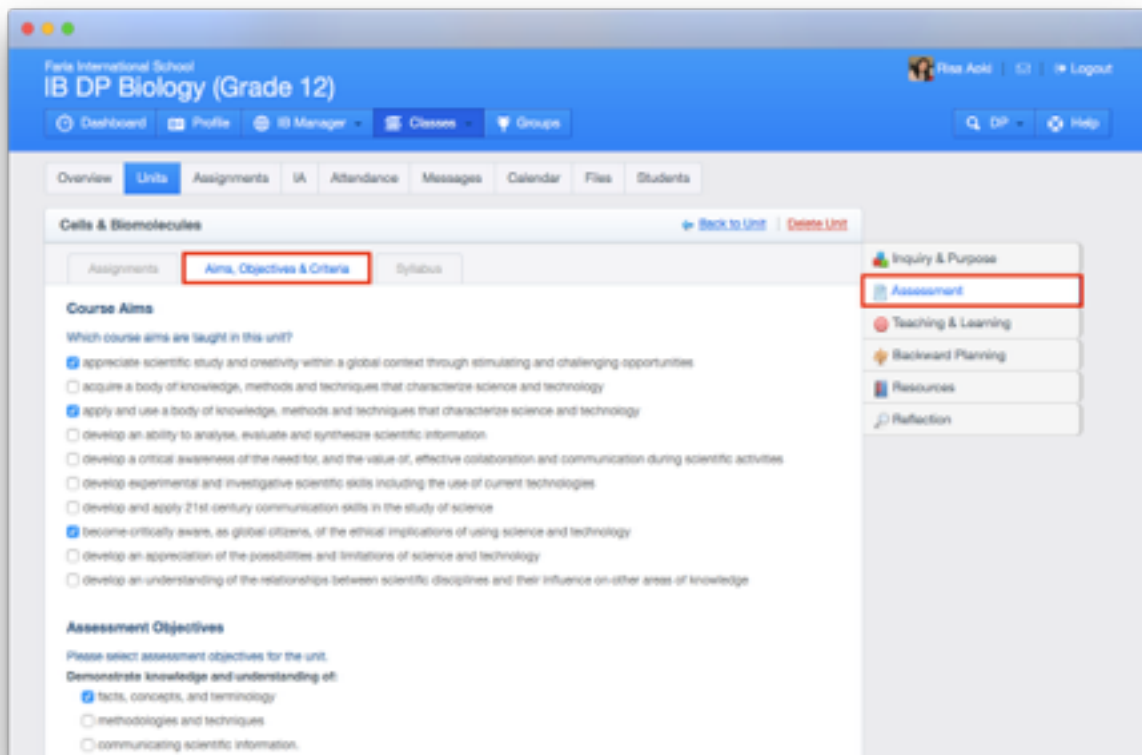 Faria International School
IB DP Biology (Grade 12)
Risa Aoki
Logout
Dashboard Profile IB Manager Classes Groups
DP Help
Overview Units Assignments IA Attendance Messages Calendar Files Students
Cells & Biomolecules
Back to Unit Delete Unit
Assignments Aims, Objectives & Criteria Syllabus
Course Aims
Which course aims are taught in this unit?
appreciate scientific study and creativity within a global context through stimulating and challenging opportunities
acquire a body of knowledge, methods and techniques that characterize science and technology
apply and use a body of knowledge, methods and techniques that characterize science and technology
develop an ability to analyse, evaluate and synthesize scientific information
develop a critical awareness of the need for, and the value of, effective collaboration and communication during scientific activities
develop experimental and investigative scientific skills including the use of current technologies
develop and apply 21st century communication skills in the study of science
become critically aware, as global citizens, of the ethical implications of using science and technology
develop an appreciation of the possibilities and limitations of science and technology
develop an understanding of the relationships between scientific disciplines and their influence on other areas of knowledge
Assessment Objectives
Please select assessment objectives for the unit.
Demonstrate knowledge and understanding of:
facts, concepts, and terminology
methodologies and techniques
communicating scientific information.
Inquiry & Purpose
Assessment
Teaching & Learning
Backward Planning
Resources
Reflection